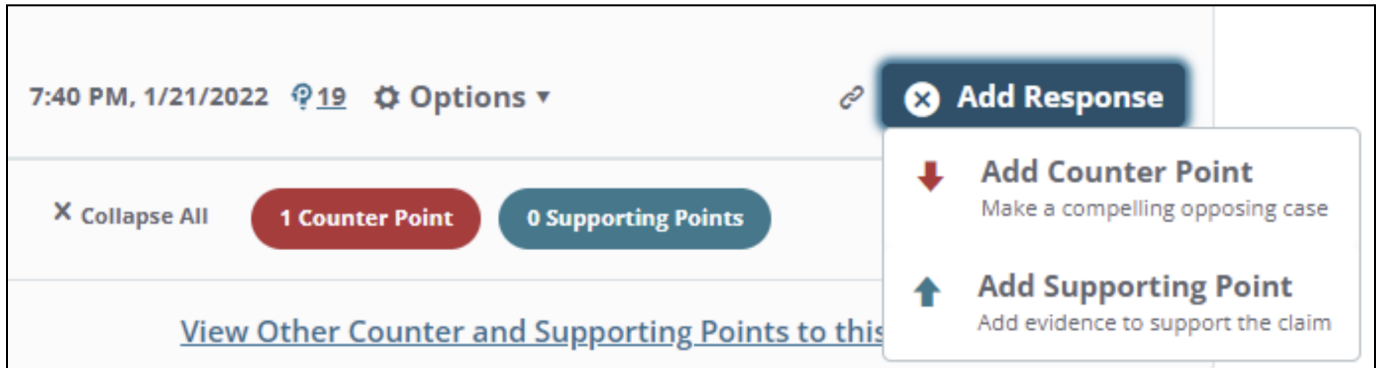 7:40 PM, 1/21/2022 19 Options ▼ Add Response
Add Counter Point
Make a compelling opposing case
X Collapse All 1 Counter Point 0 Supporting Points
Add Supporting Point
Add evidence to support the claim
View Other Counter and Supporting Points to this